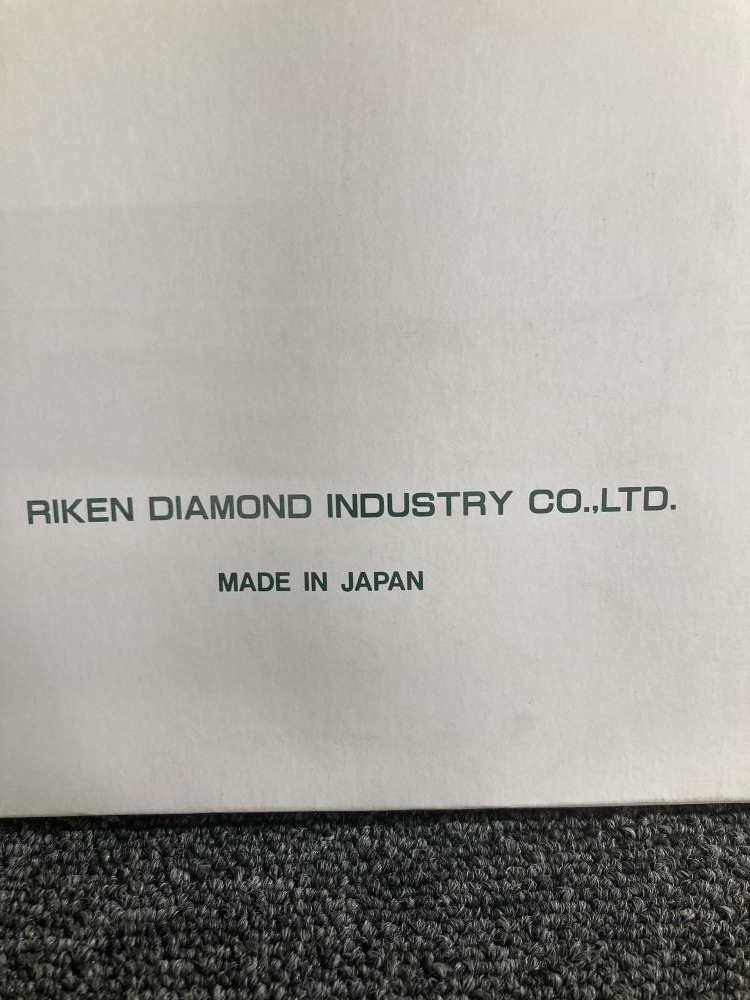 RIKEN DIAMOND INDUSTRY CO.,LTD.
MADE IN JAPAN